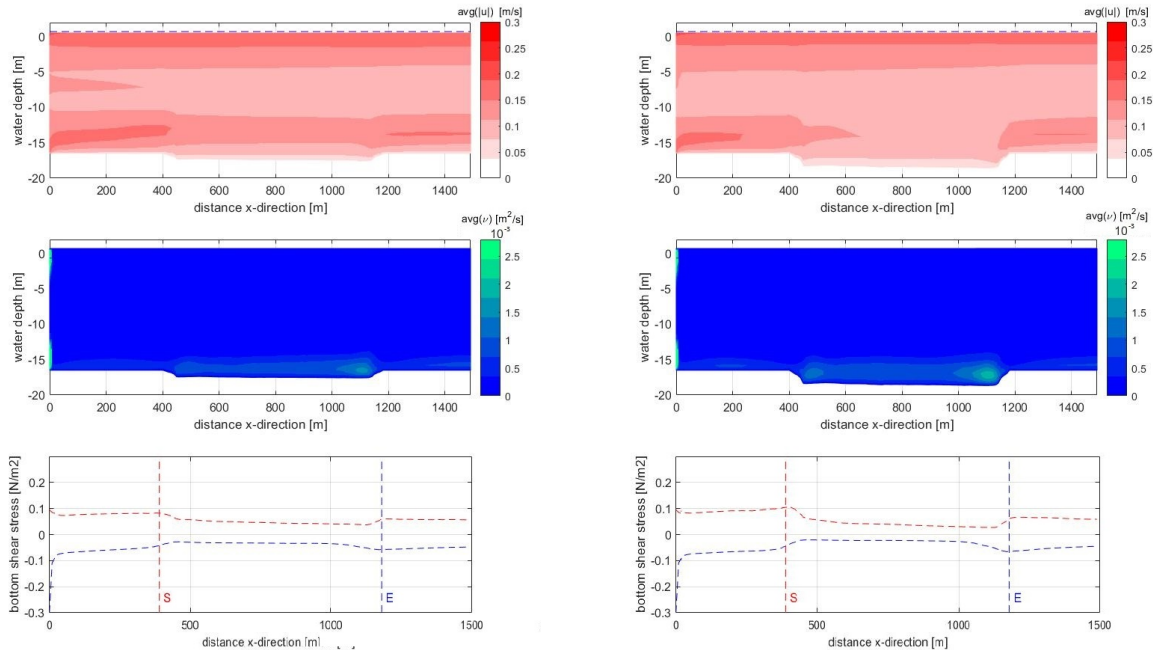 avg(|u|) [m/s]
0.3
0.25
0.2
0.15
0.1
0.05
0
water depth [m]
0
-5
-10
-15
-20
0 200 400 600 800 1000 1200 1400
distance x-direction [m]
avg(|u|) [m/s]
0.3
0.25
0.2
0.15
0.1
0.05
0
water depth [m]
0
-5
-10
-15
-20
0 200 400 600 800 1000 1200 1400
distance x-direction [m]
avg(ν) [m²/s]
10⁻³
2.5
2
1.5
1
0.5
0
water depth [m]
0
-5
-10
-15
-20
0 200 400 600 800 1000 1200 1400
distance x-direction [m]
avg(ν) [m²/s]
10⁻³
2.5
2
1.5
1
0.5
0
water depth [m]
0
-5
-10
-15
-20
0 200 400 600 800 1000 1200 1400
distance x-direction [m]
bottom shear stress [N/m2]
0.2
0.1
0
-0.1
-0.2
-0.3
S
E
0 500 1000 1500
distance x-direction [m]
bottom shear stress [N/m2]
0.2
0.1
0
-0.1
-0.2
-0.3
S
E
0 500 1000 1500
distance x-direction [m]